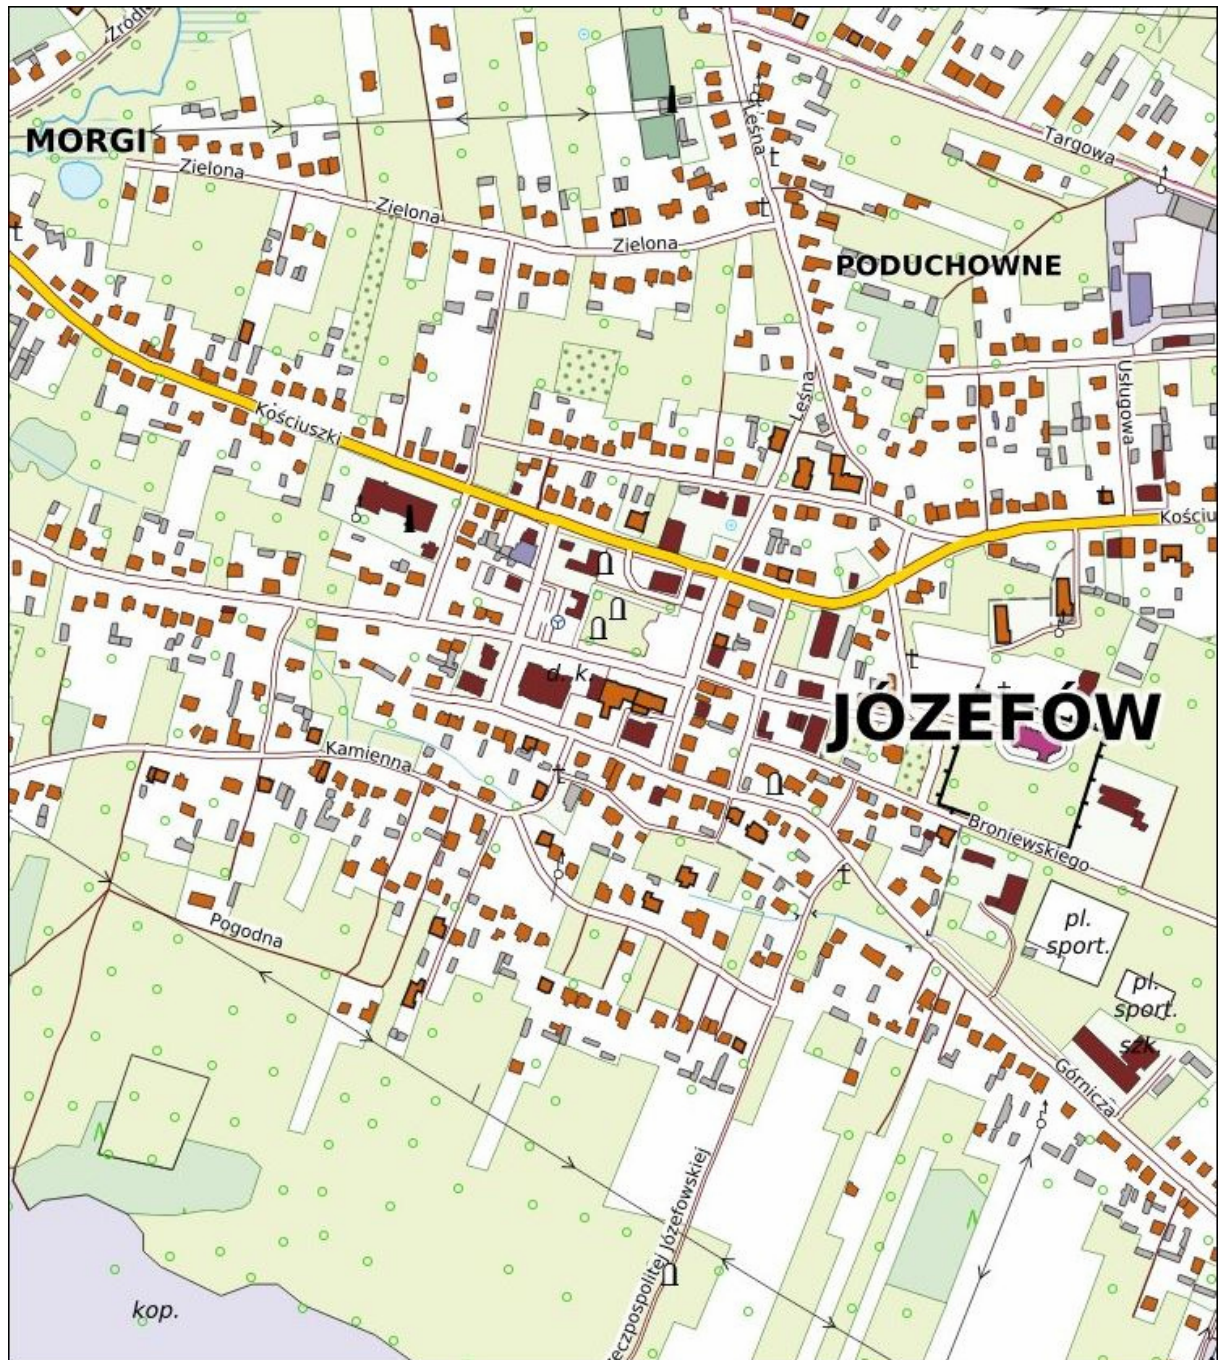 Targowa
Leśna
MORGI
Zielona
Zielona
Zielona
PODUCHOWNE
Leśna
Usługowa
Kościuszki
Kościu
d. k.
JÓZEFÓW
Kamienna
Broniewskiego
Pogodna
pl.
sport.
pl.
sport.
szk.
Górnicza
eczpospolitej Józefowskiej
kop.